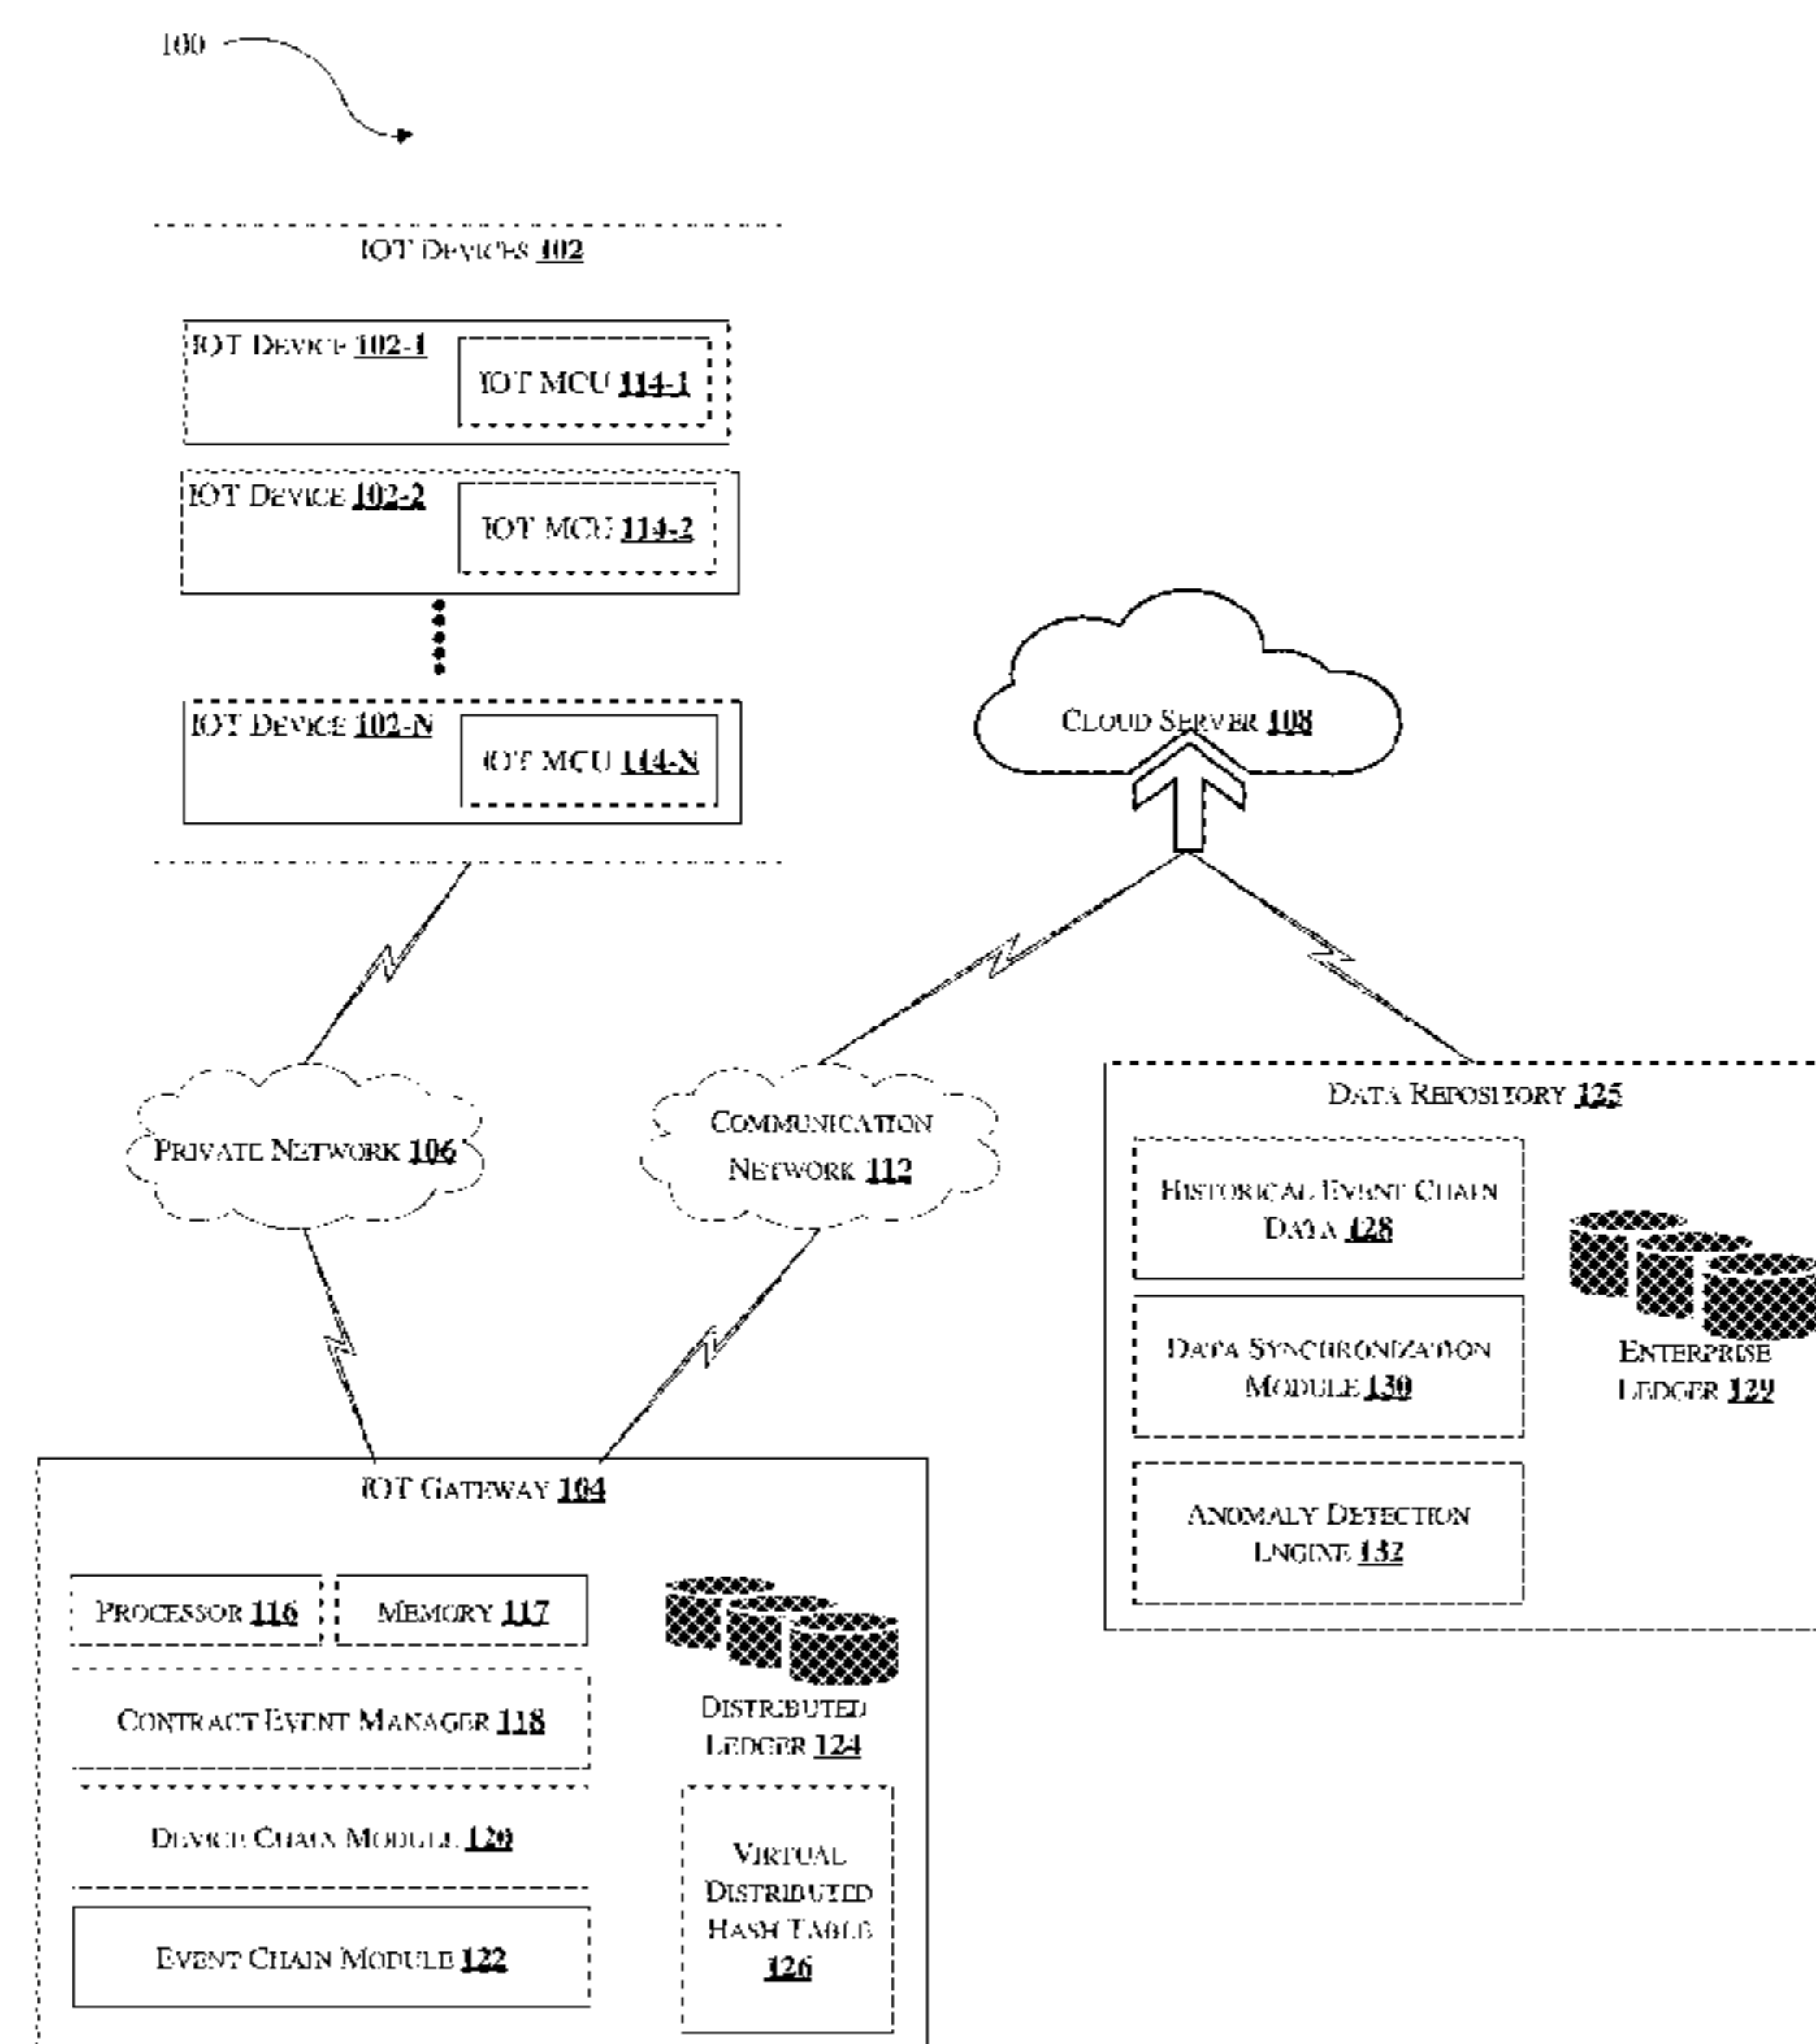 100
IOT DEVICES 102
IOT DEVICE 102-1
IOT MCU 114-1
IOT DEVICE 102-2
IOT MCU 114-2
IOT DEVICE 102-N
IOT MCU 114-N
CLOUD SERVER 108
PRIVATE NETWORK 106
COMMUNICATION
NETWORK 112
DATA REPOSITORY 125
HISTORICAL EVENT CHAIN
DATA 128
DATA SYNCHRONIZATION
MODULE 130
ANOMALY DETECTION
ENGINE 132
ENTERPRISE
LEDGER 129
IOT GATEWAY 104
PROCESSOR 116
MEMORY 117
CONTRACT EVENT MANAGER 118
DEVICE CHAIN MODULE 120
EVENT CHAIN MODULE 122
DISTRIBUTED
LEDGER 124
VIRTUAL
DISTRIBUTED
HASH TABLE
126